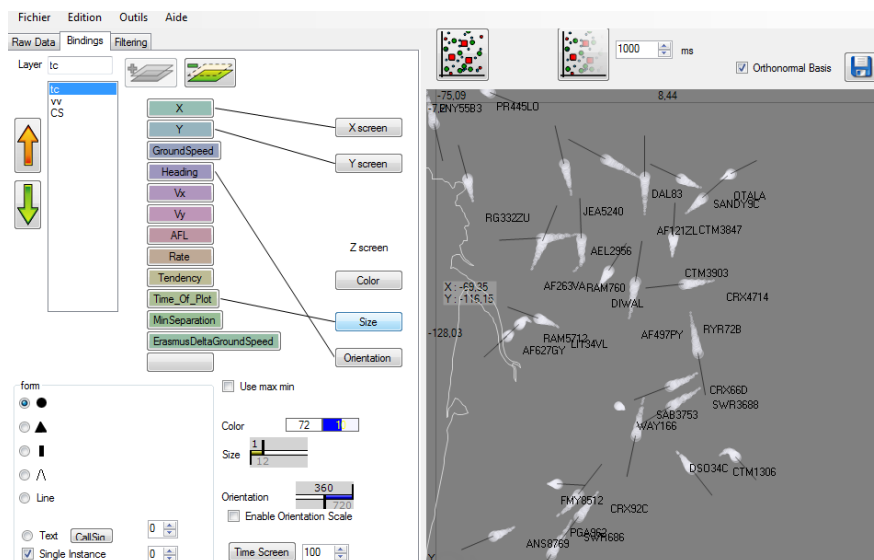 Fichier Edition Outils Aide
Raw Data Bindings Filtering
Layer tc
tc
vv
CS
X
Y
GroundSpeed
Heading
Vx
Vy
AFL
Rate
Tendency
Time_Of_Plot
MinSeparation
ErasmusDeltaGroundSpeed
X screen
Y screen
Z screen
Color
Size
Orientation
form
Line
Text CallSig
0
Single Instance
0
Use max min
Color 72
Size 1
12
Orientation 360
720
Enable Orientation Scale
Time Screen 100
1000 ms
Orthonormal Basis
-75,09 8,44
PR445LO
DAL83
OTALA
SANDY9C
JEA5240
RG332ZU
AF121ZL CTM3847
AEL2956
CTM3903
AF263VA RAM760
CRX4714
X : -69,35
Y : -116,15
DIWAL
-128,03
RYR72B
AF497PY
RAM5712
LIT34VL
AF627GY
CRX66D
SWR3688
SAB3753
WAY166
DSO34C CTM1306
FMY8512
CRX92C
PGA962
SWR686
ANS8769
Y